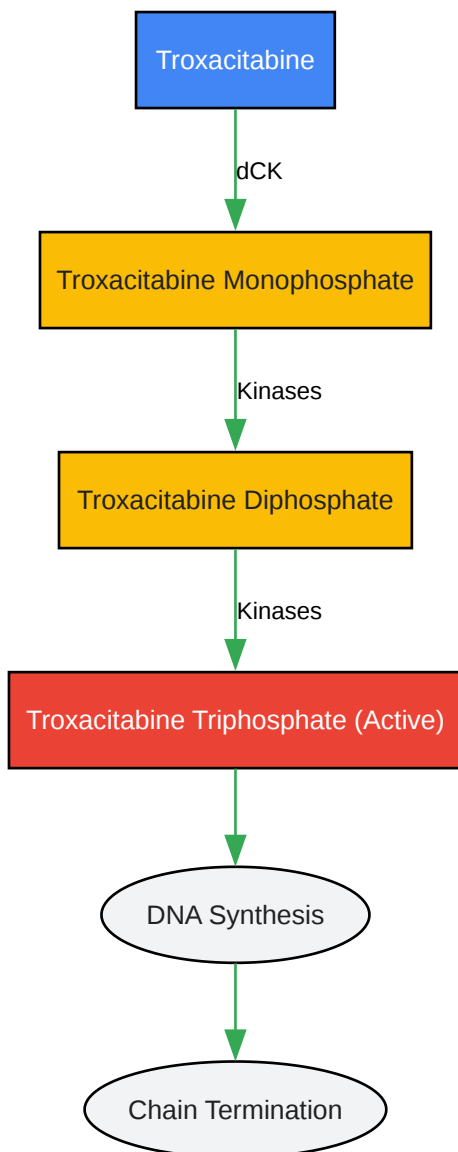 Troxacitabine
dCK
Troxacitabine Monophosphate
Kinases
Troxacitabine Diphosphate
Kinases
Troxacitabine Triphosphate (Active)
DNA Synthesis
Chain Termination